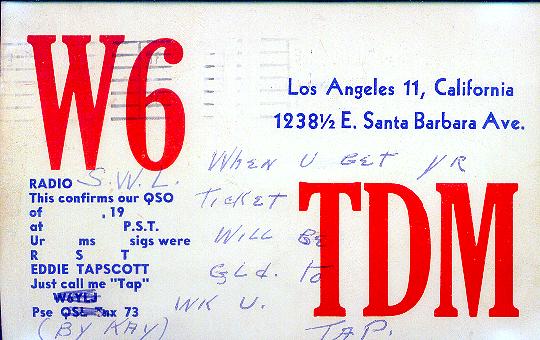 W6
Los Angeles 11, California
1238½ E. Santa Barbara Ave.
TDM
RADIO S.W.L.
This confirms our QSO
of , 19
at P.S.T.
Ur ms sigs were
R S T
EDDIE TAPSCOTT
Just call me "Tap"
W6YLJ
Pse QSL Tnx 73
(BY KAY)
WHEN U GET YR
TICKET
WILL BE
GLd. to
WK U.
TAP.